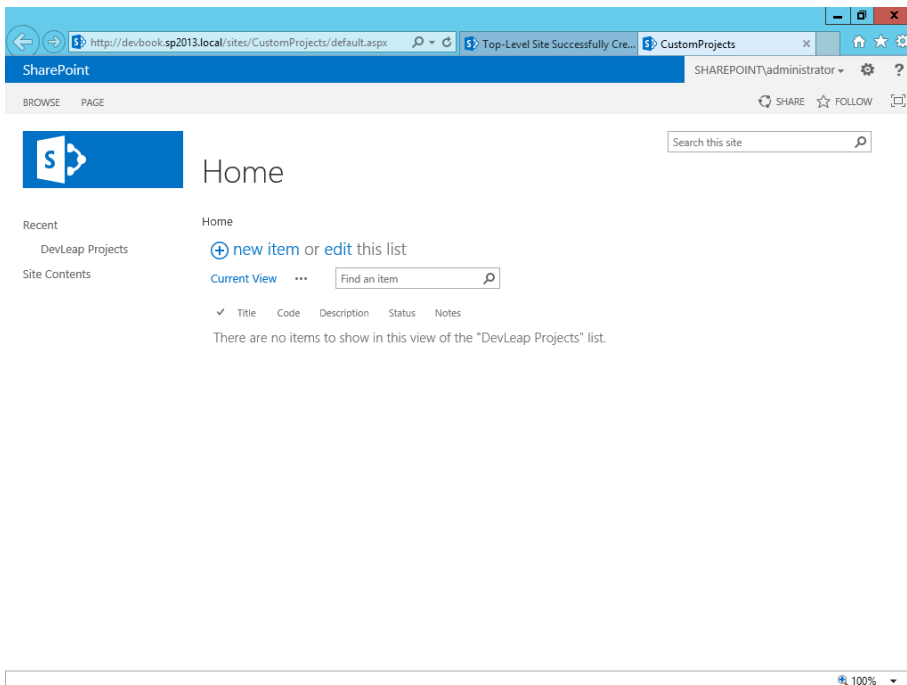 http://devbook.sp2013.local/sites/CustomProjects/default.aspx
Top-Level Site Successfully Cre...
CustomProjects
SharePoint
SHAREPOINT\administrator
?
BROWSE PAGE
SHARE FOLLOW
S
Home
Search this site
Recent
DevLeap Projects
Site Contents
Home
new item or edit this list
Current View ... Find an item
Title Code Description Status Notes
There are no items to show in this view of the "DevLeap Projects" list.
100%